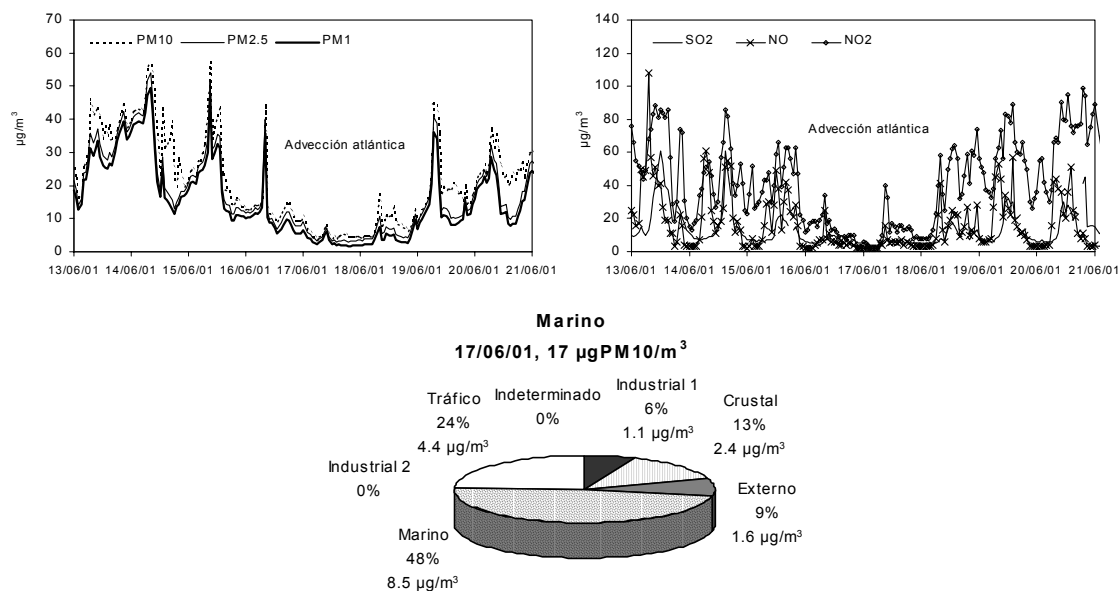 70
60
50
40
30
20
10
0
µg/m³
PM10 PM2.5 PM1
Advección atlántica
13/06/01 14/06/01 15/06/01 16/06/01 17/06/01 18/06/01 19/06/01 20/06/01 21/06/01
140
120
100
80
60
40
20
0
µg/m³
SO2 NO NO2
Advección atlántica
13/06/01 14/06/01 15/06/01 16/06/01 17/06/01 18/06/01 19/06/01 20/06/01 21/06/01
Marino
17/06/01, 17 µgPM10/m³
Indeterminado
0%
Industrial 1
6%
1.1 µg/m³
Crustal
13%
2.4 µg/m³
Externo
9%
1.6 µg/m³
Marino
48%
8.5 µg/m³
Industrial 2
0%
Tráfico
24%
4.4 µg/m³